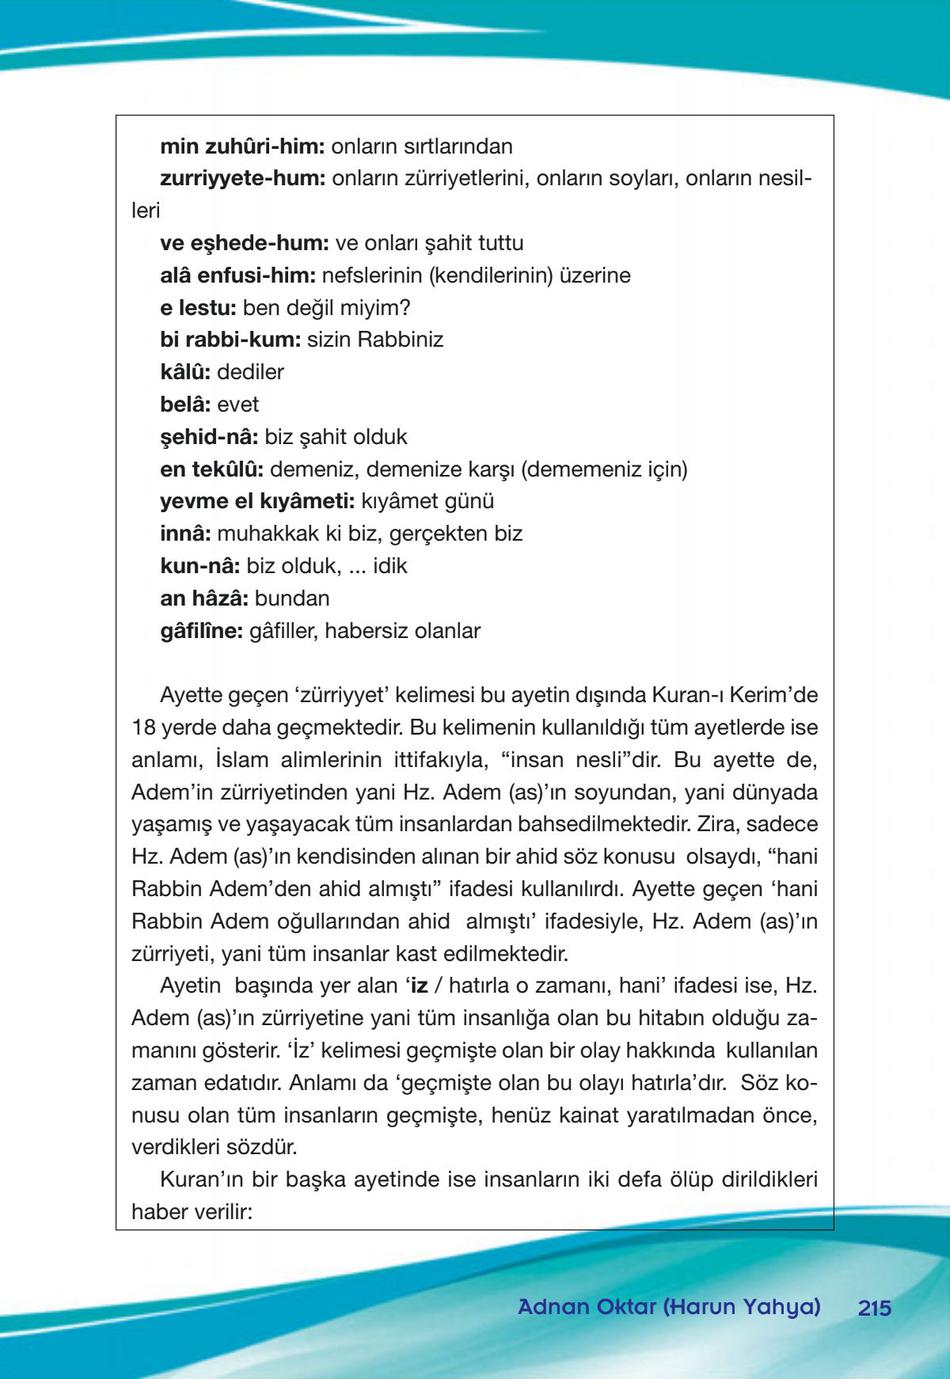 min zuhûri-him: onların sırtlarından
zurriyyete-hum: onların zürriyetlerini, onların soyları, onların nesil-
leri
ve eşhede-hum: ve onları şahit tuttu
alâ enfusi-him: nefslerinin (kendilerinin) üzerine
e lestu: ben değil miyim?
bi rabbi-kum: sizin Rabbiniz
kâlû: dediler
belâ: evet
şehid-nâ: biz şahit olduk
en tekûlû: demeniz, demenize karşı (dememeniz için)
yevme el kıyâmeti: kıyâmet günü
innâ: muhakkak ki biz, gerçekten biz
kun-nâ: biz olduk, ... idik
an hâzâ: bundan
gâfilîne: gâfiller, habersiz olanlar
Ayette geçen ‘zürriyyet’ kelimesi bu ayetin dışında Kuran-ı Kerim’de
18 yerde daha geçmektedir. Bu kelimenin kullanıldığı tüm ayetlerde ise
anlamı, İslam alimlerinin ittifakıyla, “insan nesli”dir. Bu ayette de,
Adem’in zürriyetinden yani Hz. Adem (as)’ın soyundan, yani dünyada
yaşamış ve yaşayacak tüm insanlardan bahsedilmektedir. Zira, sadece
Hz. Adem (as)’ın kendisinden alınan bir ahid söz konusu olsaydı, “hani
Rabbin Adem’den ahid almıştı” ifadesi kullanılırdı. Ayette geçen ‘hani
Rabbin Adem oğullarından ahid almıştı’ ifadesiyle, Hz. Adem (as)’ın
zürriyeti, yani tüm insanlar kast edilmektedir.
Ayetin başında yer alan ‘iz / hatırla o zamanı, hani’ ifadesi ise, Hz.
Adem (as)’ın zürriyetine yani tüm insanlığa olan bu hitabın olduğu za-
manını gösterir. ‘İz’ kelimesi geçmişte olan bir olay hakkında kullanılan
zaman edatıdır. Anlamı da ‘geçmişte olan bu olayı hatırla’dır. Söz ko-
nusu olan tüm insanların geçmişte, henüz kainat yaratılmadan önce,
verdikleri sözdür.
Kuran’ın bir başka ayetinde ise insanların iki defa ölüp dirildikleri
haber verilir:
Adnan Oktar (Harun Yahya) 215